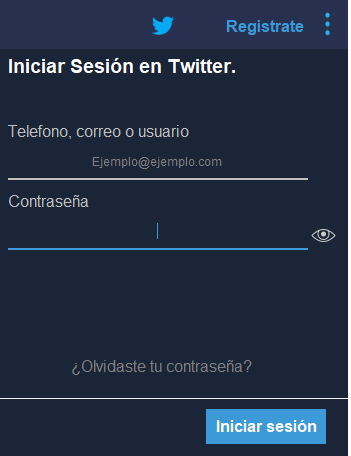 Registrate
Iniciar Sesión en Twitter.
Telefono, correo o usuario
Ejemplo@ejemplo.com
Contraseña
¿Olvidaste tu contraseña?
Iniciar sesión